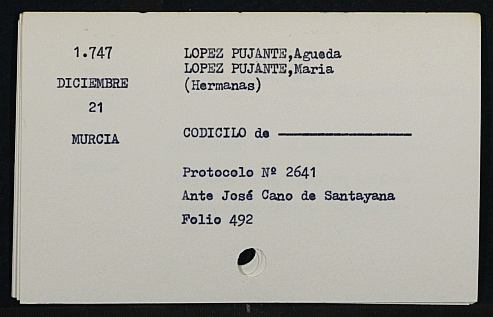 1.747
DICIEMBRE
21
MURCIA
LOPEZ PUJANTE,Agueda
LOPEZ PUJANTE,Maria
(Hermanas)
CODICILO de
Protocolo Nº 2641
Ante José Cano de Santayana
Folio 492